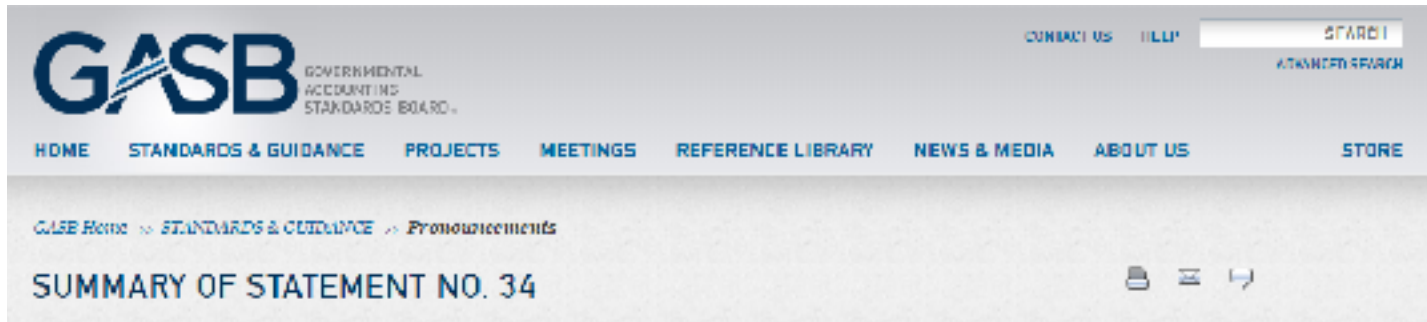 CONTACT US HELP SEARCH
ADVANCED SEARCH
GASB
GOVERNMENTAL
ACCOUNTING
STANDARDS BOARD
HOME STANDARDS & GUIDANCE PROJECTS MEETINGS REFERENCE LIBRARY NEWS & MEDIA ABOUT US STORE
GASB Home >> STANDARDS & GUIDANCE >> Pronouncements
SUMMARY OF STATEMENT NO. 34